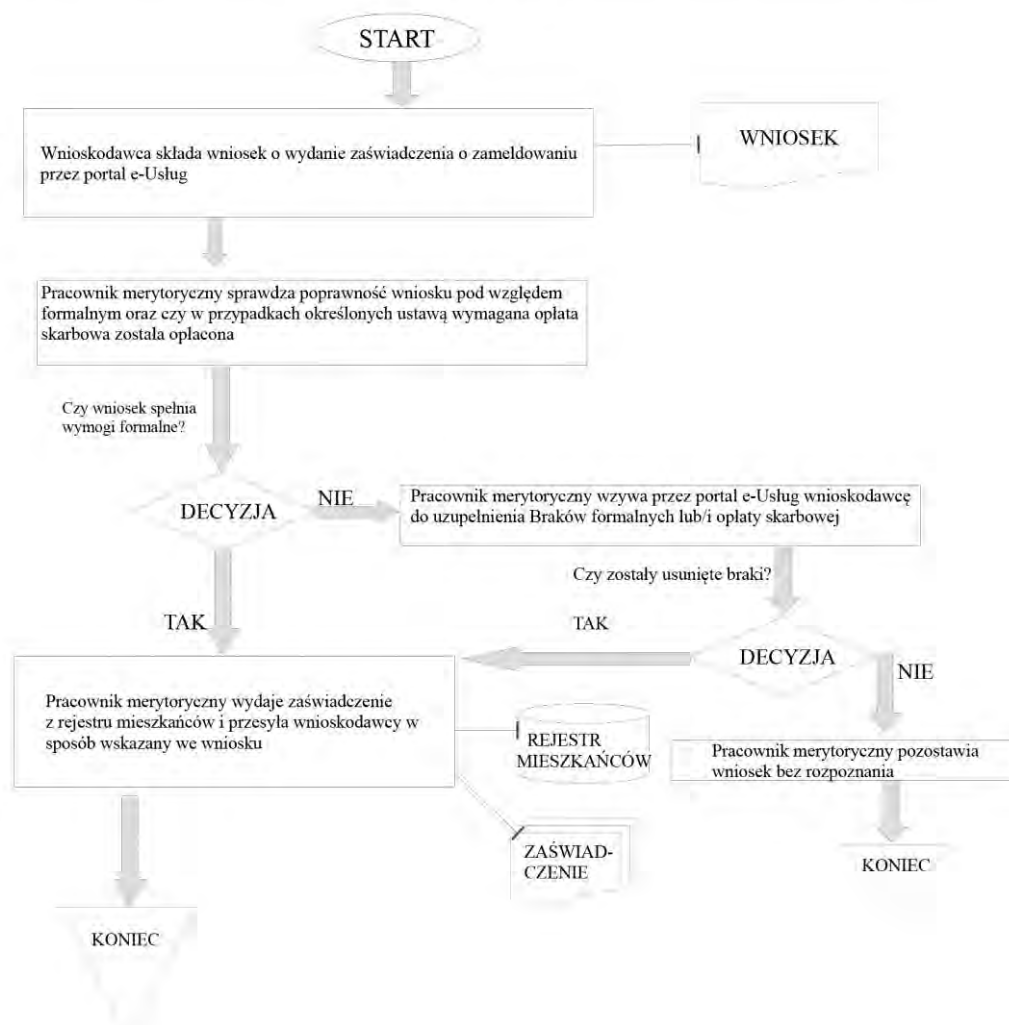 START
Wnioskodawca składa wniosek o wydanie zaświadczenia o zameldowaniu
przez portal e-Usług
WNIOSEK
Pracownik merytoryczny sprawdza poprawność wniosku pod względem
formalnym oraz czy w przypadkach określonych ustawą wymagana opłata
skarbowa została opłacona
Czy wniosek spełnia
wymogi formalne?
DECYZJA
NIE
Pracownik merytoryczny wzywa przez portal e-Usług wnioskodawcę
do uzupełnienia Braków formalnych lub/i opłaty skarbowej
Czy zostały usunięte braki?
TAK
TAK
DECYZJA
NIE
Pracownik merytoryczny wydaje zaświadczenie
z rejestru mieszkańców i przesyła wnioskodawcy w
sposób wskazany we wniosku
REJESTR
MIESZKAŃCÓW
Pracownik merytoryczny pozostawia
wniosek bez rozpoznania
ZAŚWIAD-
CZENIE
KONIEC
KONIEC